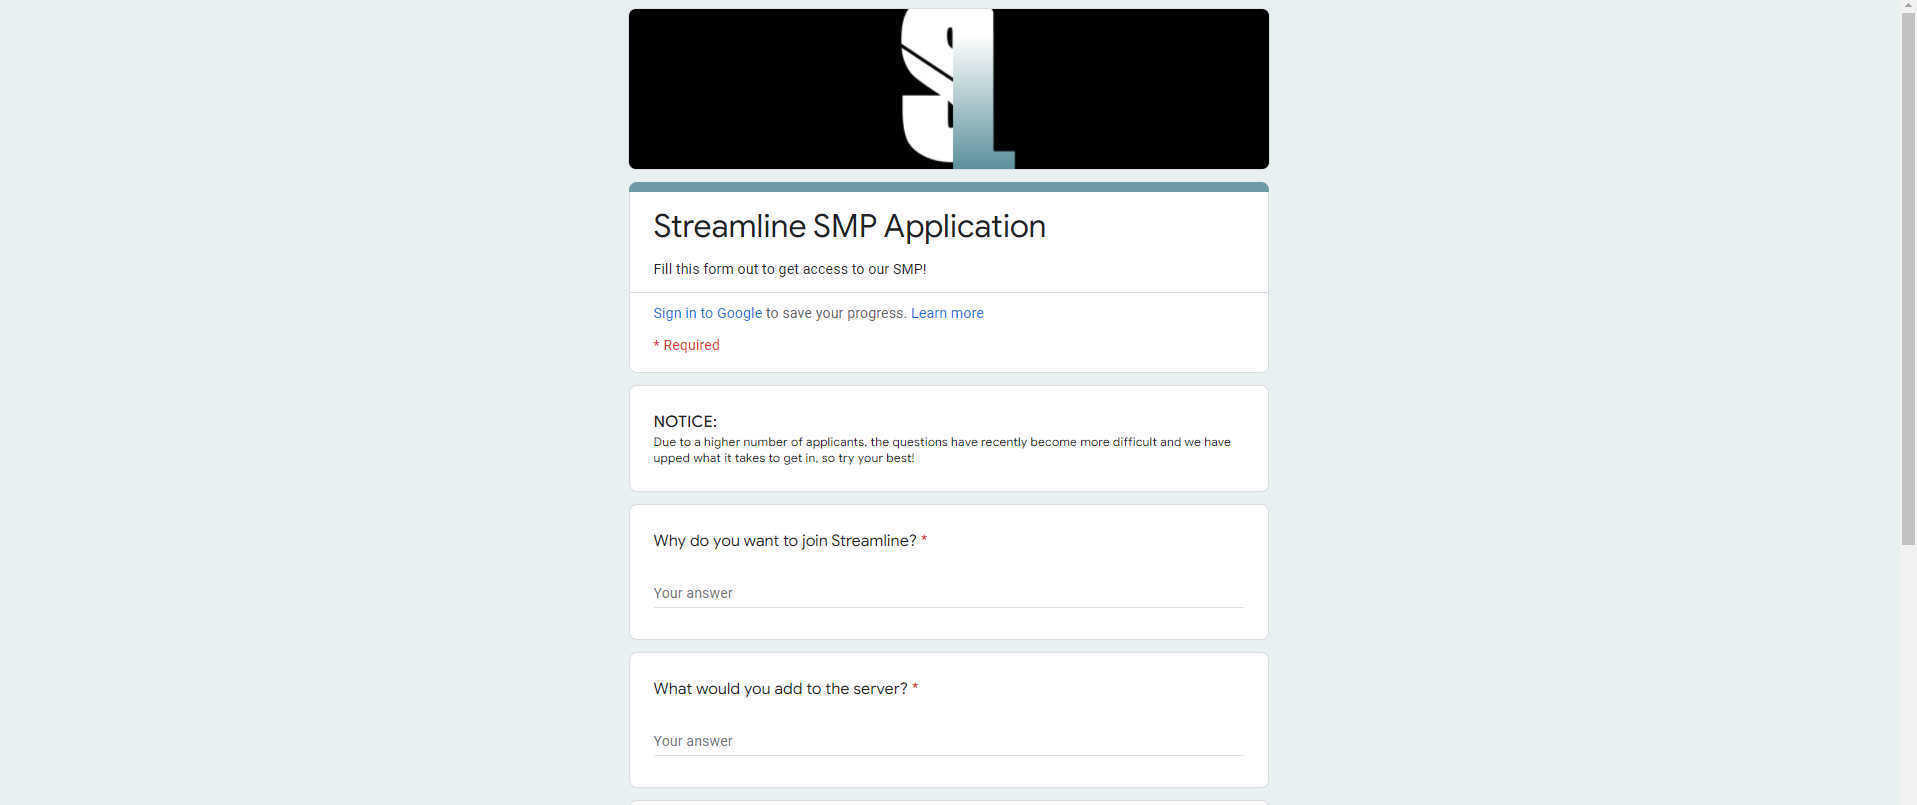 SL
Streamline SMP Application
Fill this form out to get access to our SMP!
Sign in to Google to save your progress. Learn more
* Required
NOTICE:
Due to a higher number of applicants, the questions have recently become more difficult and we have
upped what it takes to get in, so try your best!
Why do you want to join Streamline? *
Your answer
What would you add to the server? *
Your answer